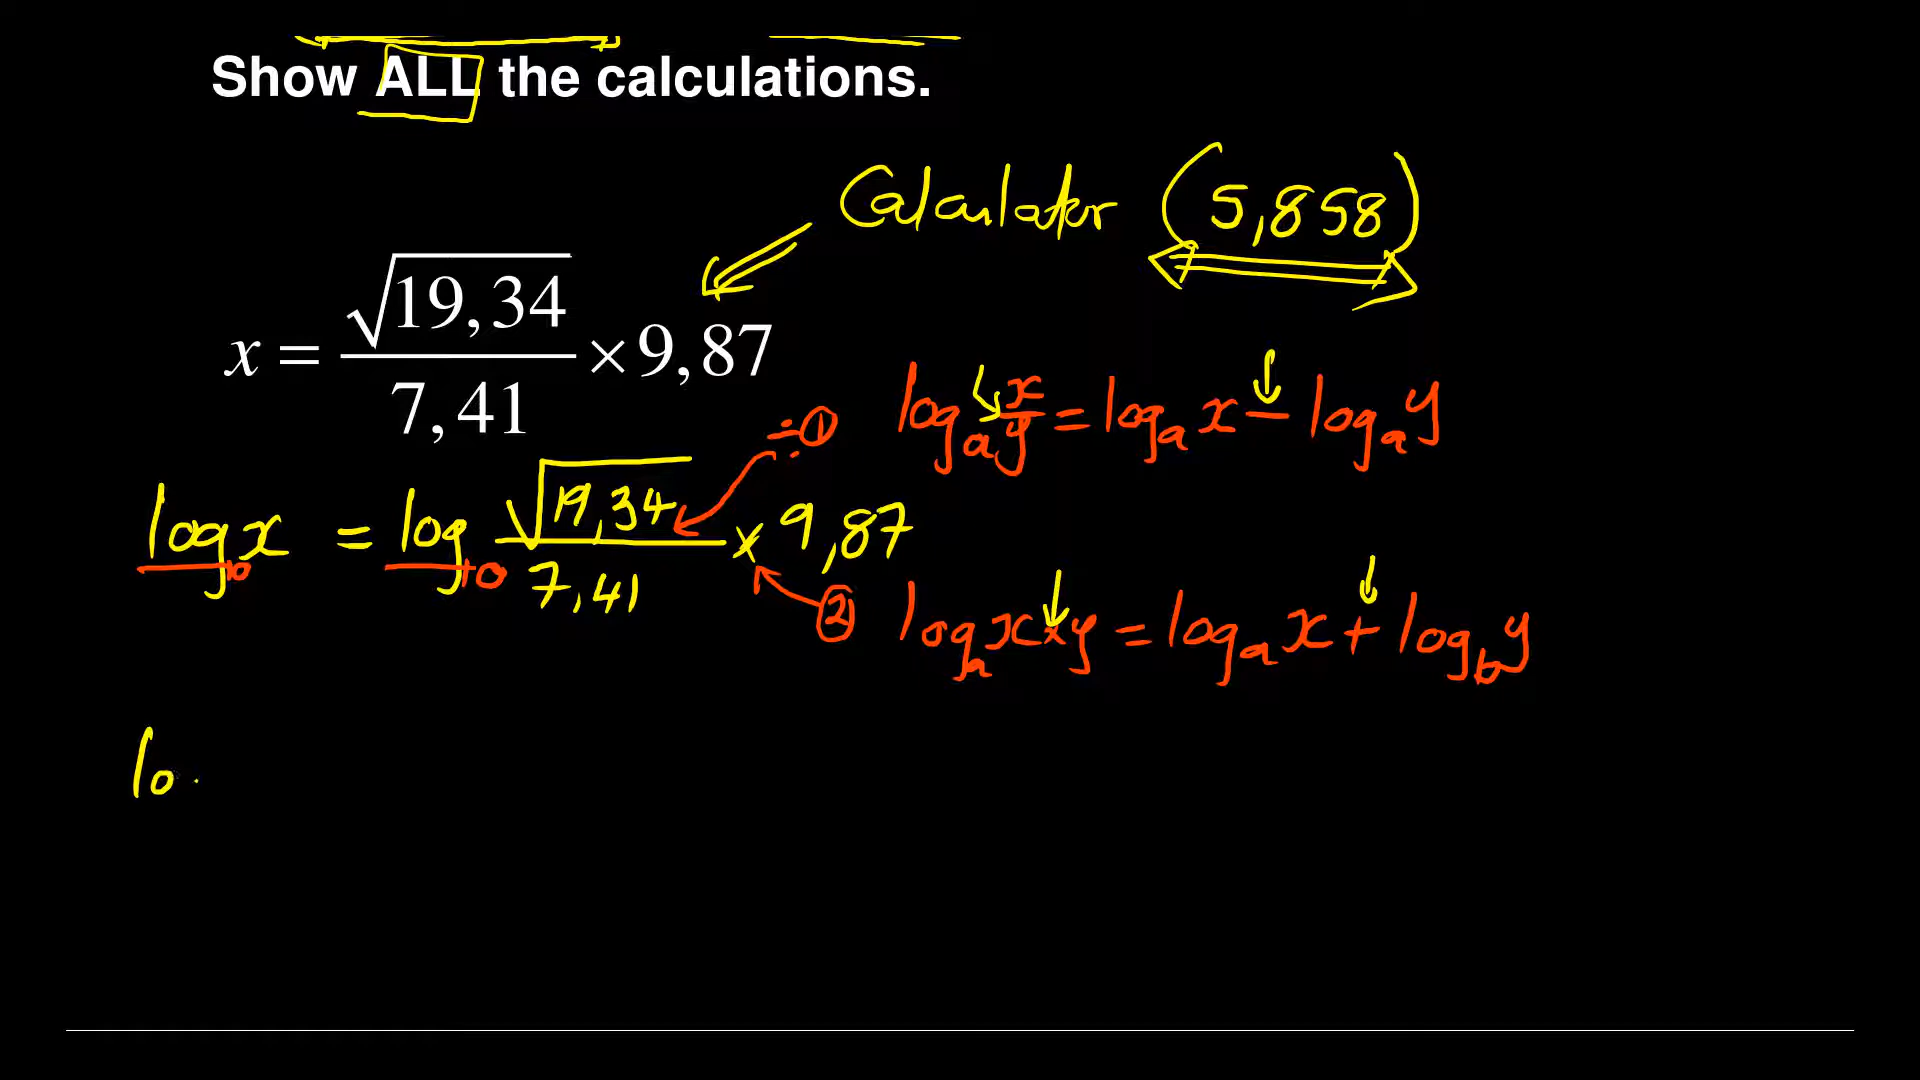 Show ALL the calculations.
Calculator (5,858)
x = √19,34 / 7,41 × 9,87
log_a x/y = log_a x − log_a y
÷ ①
log_10 x = log_10 √19,34 / 7,41 × 9,87
② log_a x × y = log_a x + log_b y
lo